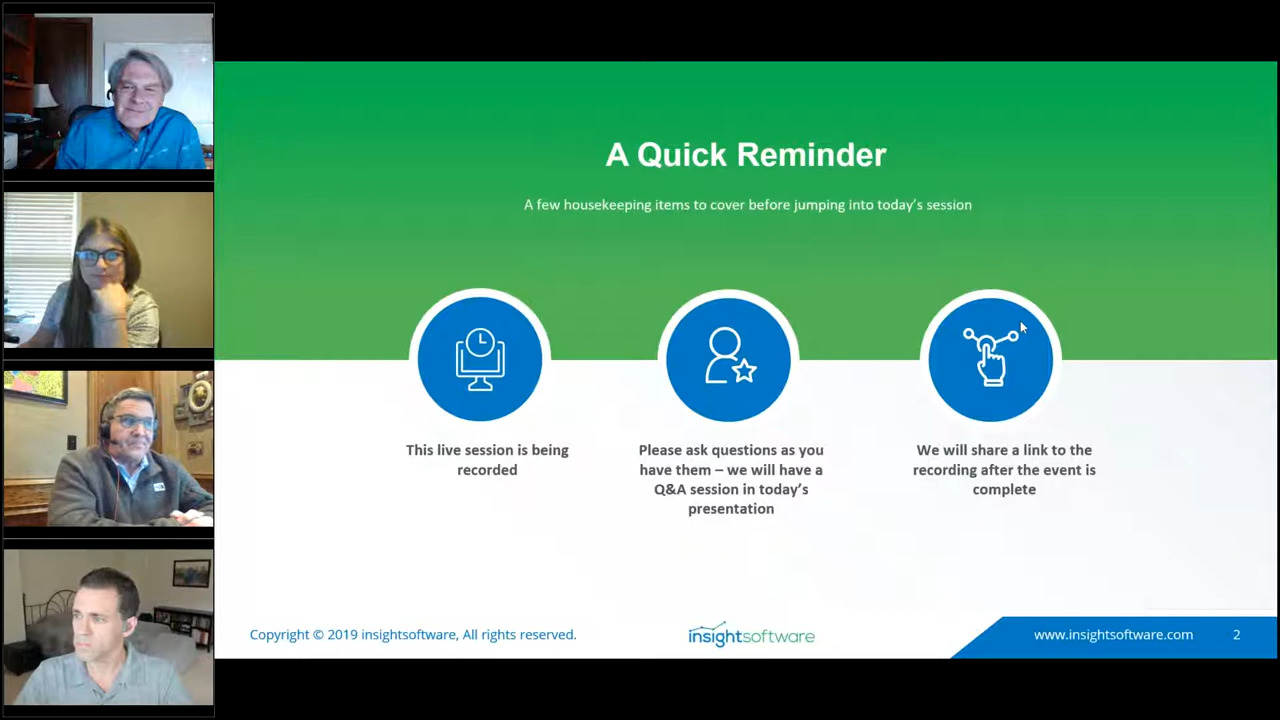 A Quick Reminder
A few housekeeping items to cover before jumping into today's session
This live session is being
recorded
Please ask questions as you
have them – we will have a
Q&A session in today's
presentation
We will share a link to the
recording after the event is
complete
Copyright © 2019 insightsoftware, All rights reserved.
insightsoftware
www.insightsoftware.com
2